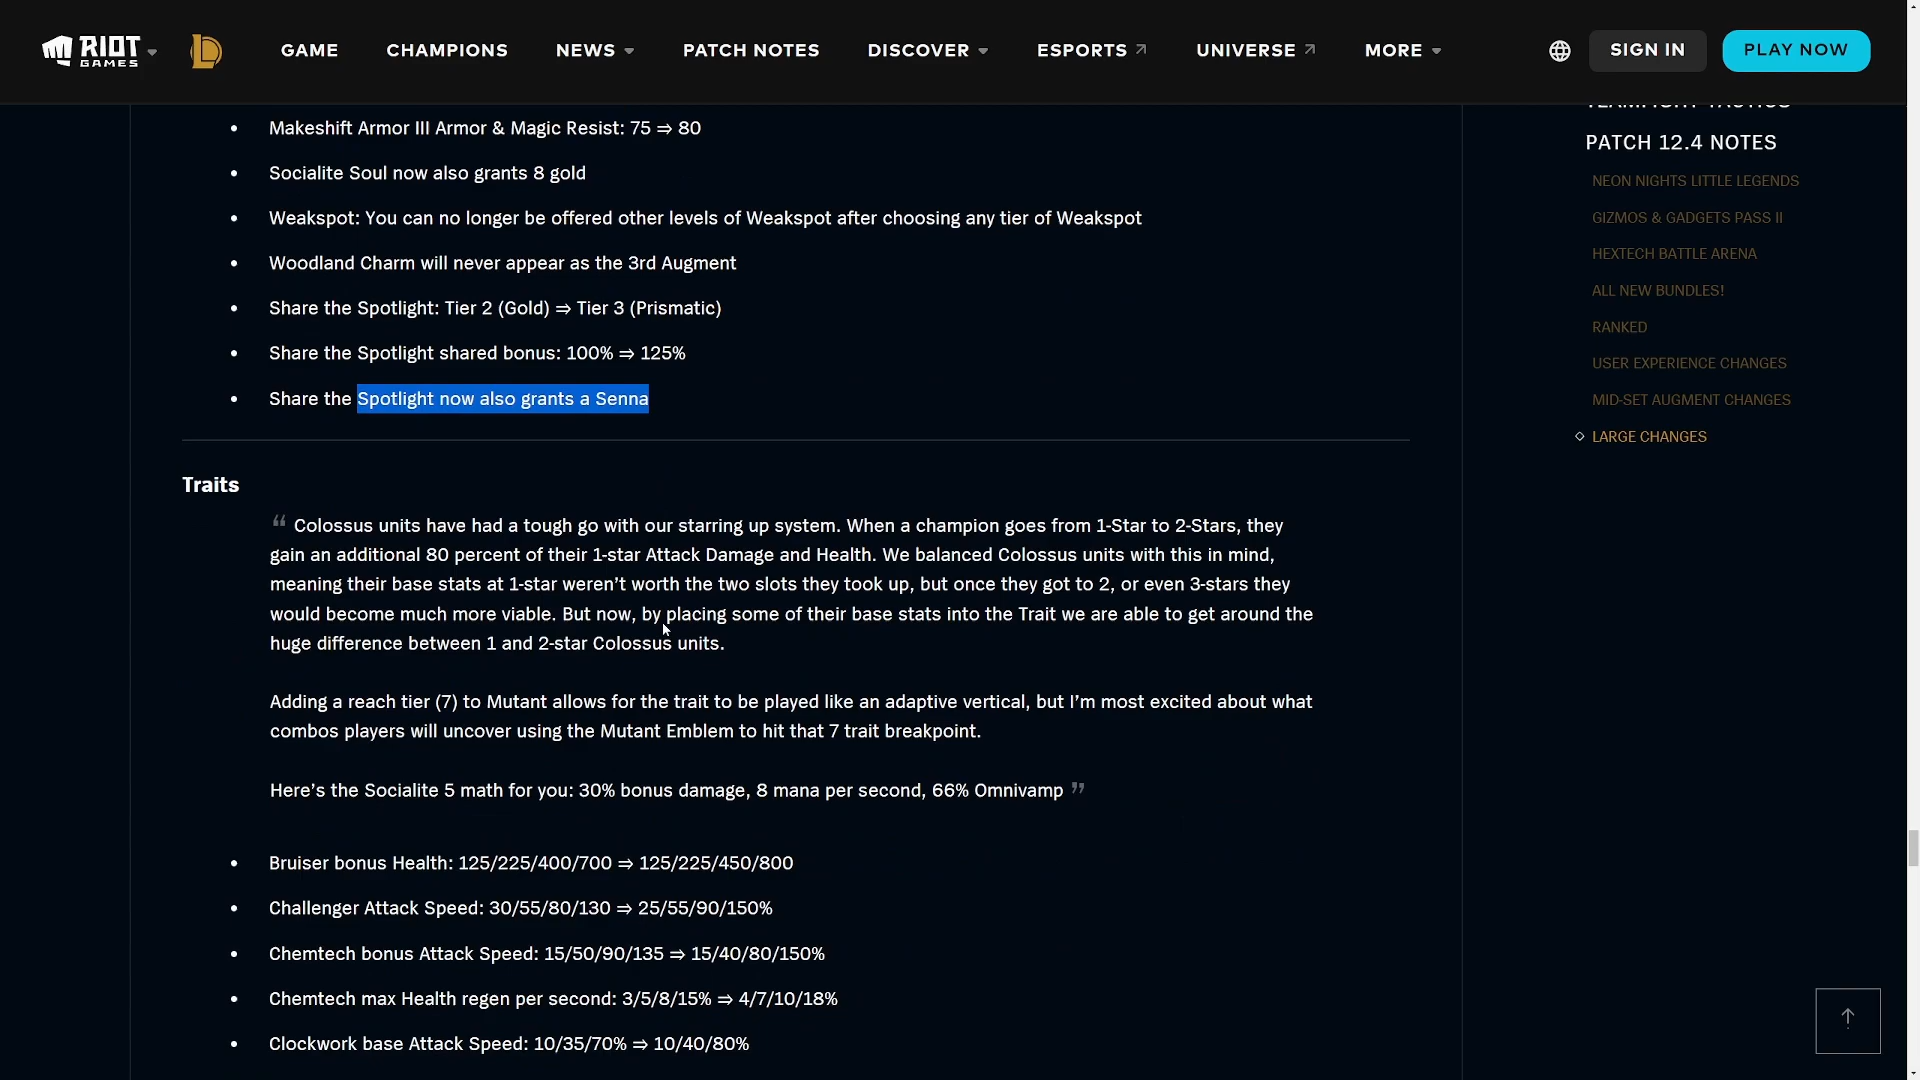 RIOT GAMES
GAME
CHAMPIONS
NEWS
PATCH NOTES
DISCOVER
ESPORTS
UNIVERSE
MORE
SIGN IN
PLAY NOW
Makeshift Armor III Armor & Magic Resist: 75 ⇒ 80
Socialite Soul now also grants 8 gold
Weakspot: You can no longer be offered other levels of Weakspot after choosing any tier of Weakspot
Woodland Charm will never appear as the 3rd Augment
Share the Spotlight: Tier 2 (Gold) ⇒ Tier 3 (Prismatic)
Share the Spotlight shared bonus: 100% ⇒ 125%
Share the Spotlight now also grants a Senna
Traits
“ Colossus units have had a tough go with our starring up system. When a champion goes from 1-Star to 2-Stars, they
gain an additional 80 percent of their 1-star Attack Damage and Health. We balanced Colossus units with this in mind,
meaning their base stats at 1-star weren’t worth the two slots they took up, but once they got to 2, or even 3-stars they
would become much more viable. But now, by placing some of their base stats into the Trait we are able to get around the
huge difference between 1 and 2-star Colossus units.
Adding a reach tier (7) to Mutant allows for the trait to be played like an adaptive vertical, but I’m most excited about what
combos players will uncover using the Mutant Emblem to hit that 7 trait breakpoint.
Here’s the Socialite 5 math for you: 30% bonus damage, 8 mana per second, 66% Omnivamp ”
Bruiser bonus Health: 125/225/400/700 ⇒ 125/225/450/800
Challenger Attack Speed: 30/55/80/130 ⇒ 25/55/90/150%
Chemtech bonus Attack Speed: 15/50/90/135 ⇒ 15/40/80/150%
Chemtech max Health regen per second: 3/5/8/15% ⇒ 4/7/10/18%
Clockwork base Attack Speed: 10/35/70% ⇒ 10/40/80%
TEAMFIGHT TACTICS
PATCH 12.4 NOTES
NEON NIGHTS LITTLE LEGENDS
GIZMOS & GADGETS PASS II
HEXTECH BATTLE ARENA
ALL NEW BUNDLES!
RANKED
USER EXPERIENCE CHANGES
MID-SET AUGMENT CHANGES
LARGE CHANGES